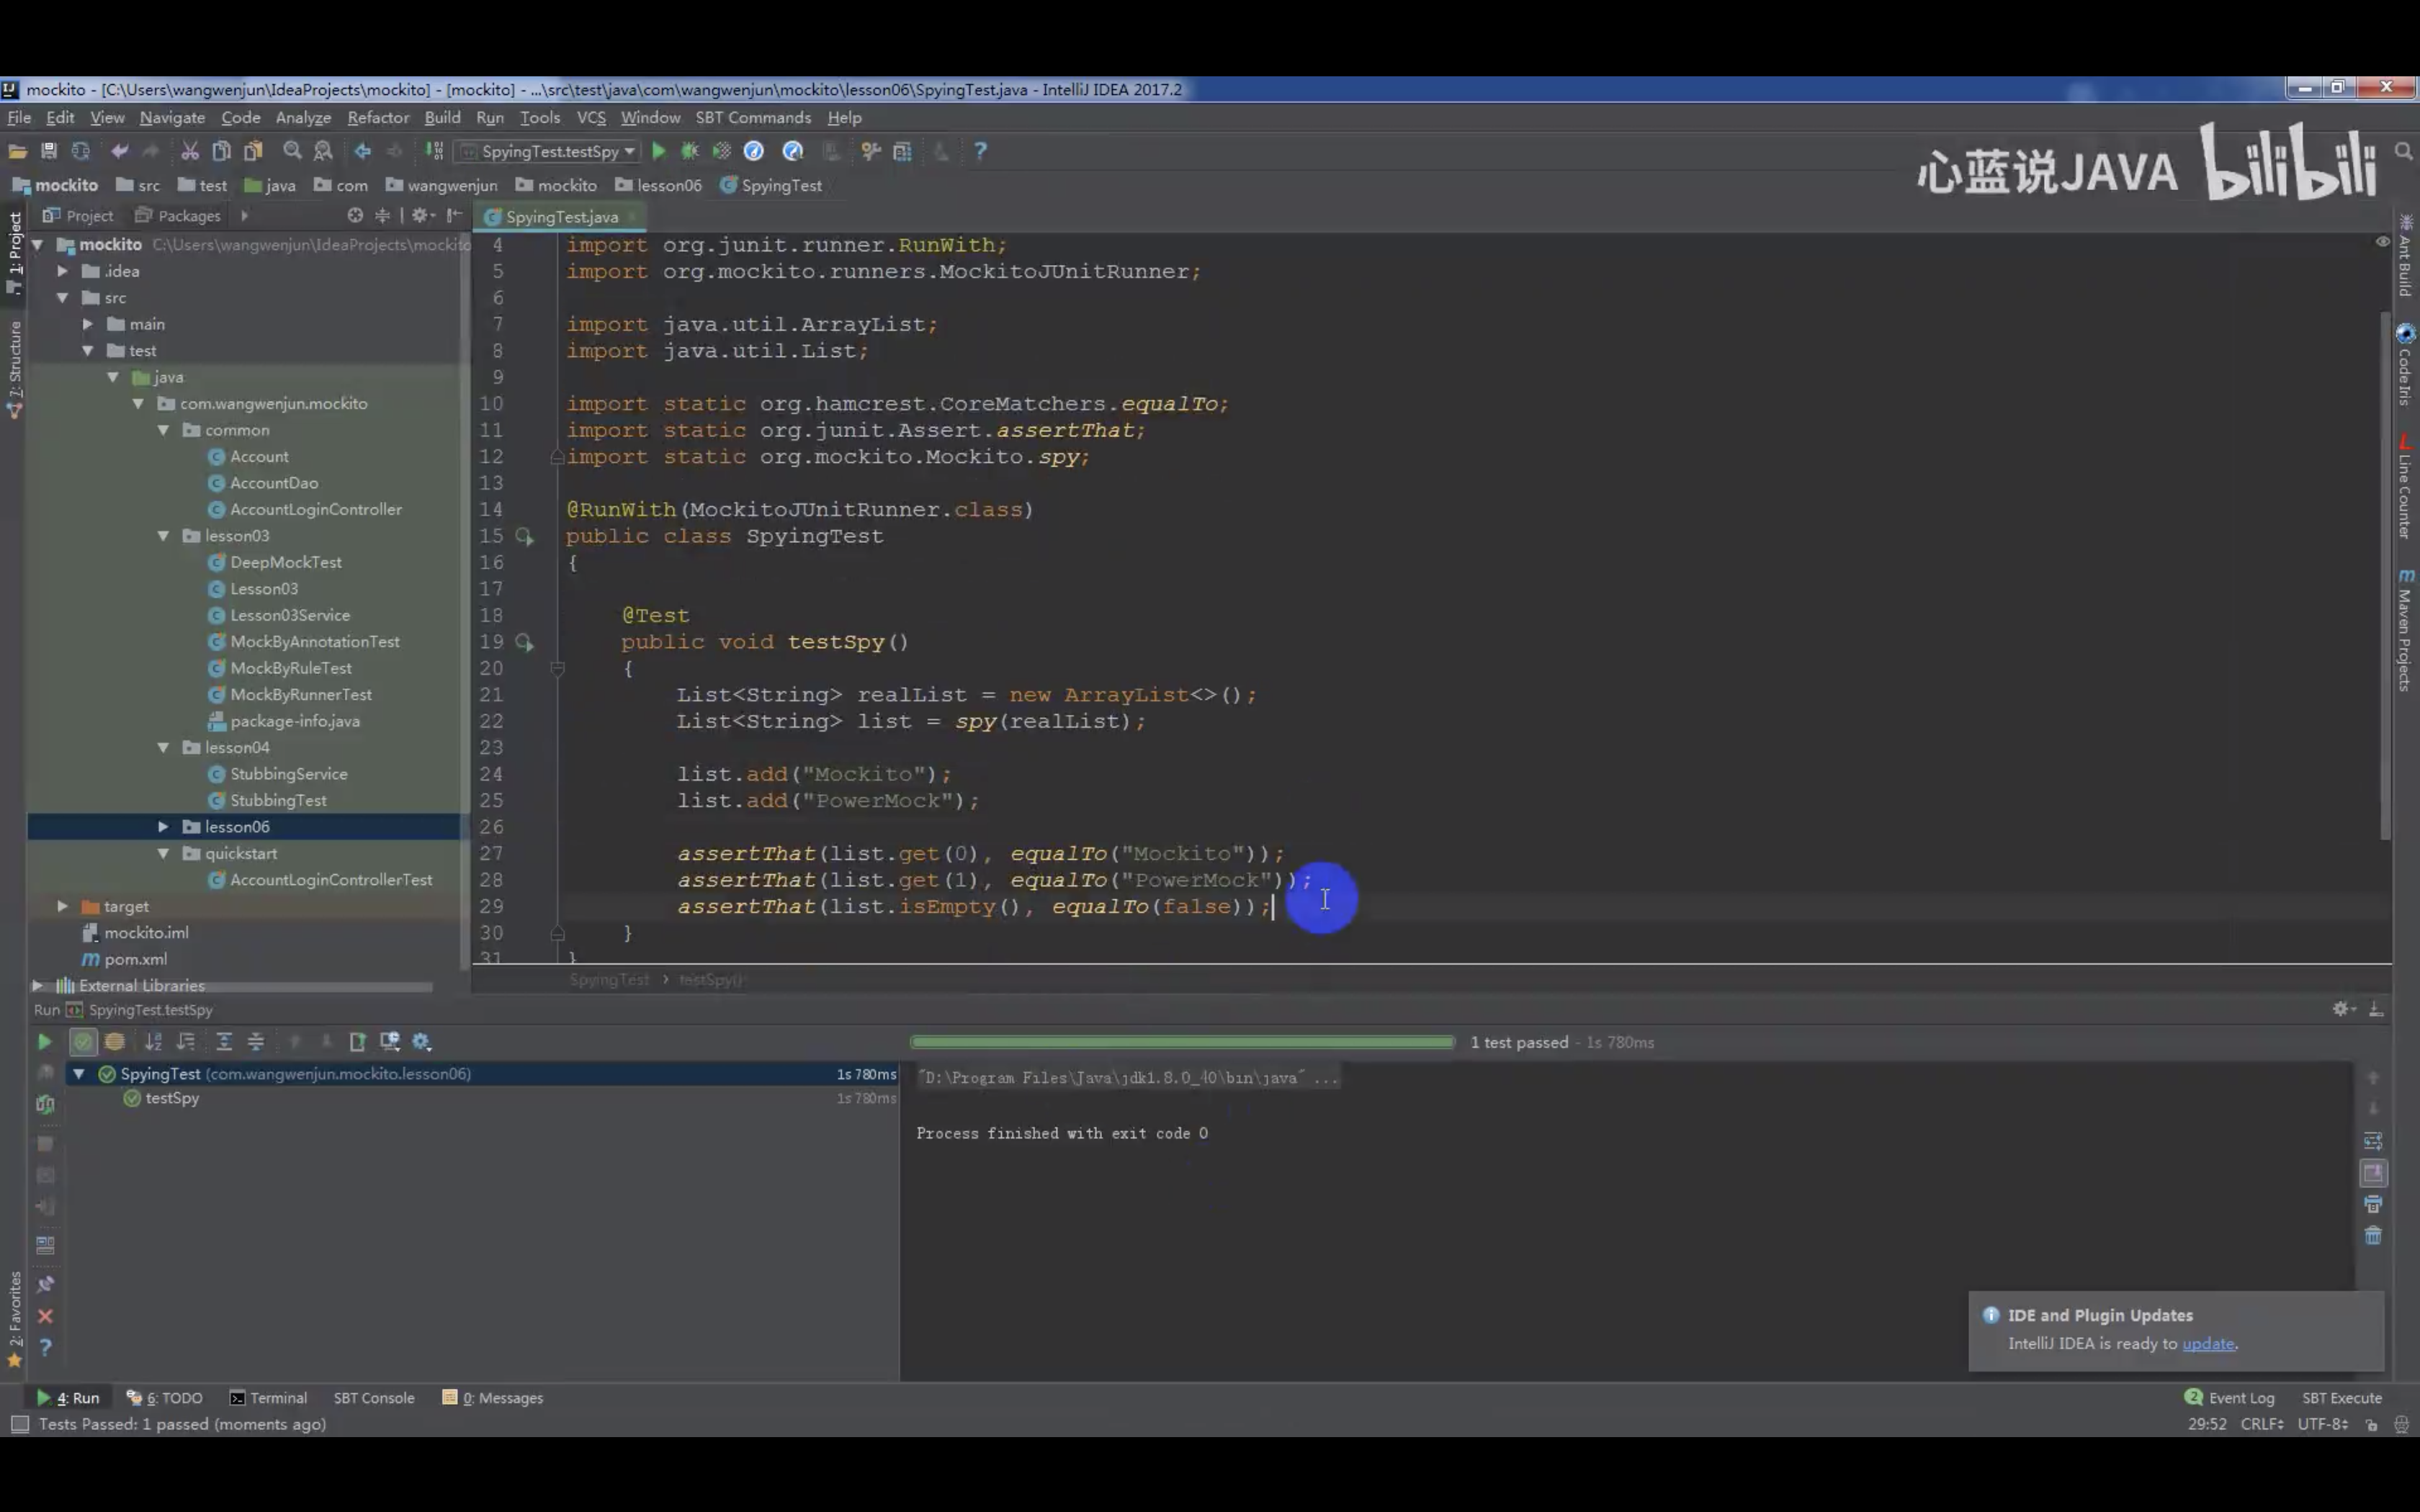 mockito - [C:\Users\wangwenjun\IdeaProjects\mockito] - [mockito] - ...\src\test\java\com\wangwenjun\mockito\lesson06\SpyingTest.java - IntelliJ IDEA 2017.2
File Edit View Navigate Code Analyze Refactor Build Run Tools VCS Window SBT Commands Help
SpyingTest.testSpy
心蓝说JAVA bilibili
mockito src test java com wangwenjun mockito lesson06 SpyingTest
Project Packages
SpyingTest.java
1: Project
7: Structure
2: Favorites
mockito C:\Users\wangwenjun\IdeaProjects\mockito
.idea
src
main
test
java
com.wangwenjun.mockito
common
Account
AccountDao
AccountLoginController
lesson03
DeepMockTest
Lesson03
Lesson03Service
MockByAnnotationTest
MockByRuleTest
MockByRunnerTest
package-info.java
lesson04
StubbingService
StubbingTest
lesson06
quickstart
AccountLoginControllerTest
target
mockito.iml
pom.xml
External Libraries
4 import org.junit.runner.RunWith;
5 import org.mockito.runners.MockitoJUnitRunner;
6
7 import java.util.ArrayList;
8 import java.util.List;
9
10 import static org.hamcrest.CoreMatchers.equalTo;
11 import static org.junit.Assert.assertThat;
12 import static org.mockito.Mockito.spy;
13
14 @RunWith(MockitoJUnitRunner.class)
15 public class SpyingTest
16 {
17
18 @Test
19 public void testSpy()
20 {
21 List<String> realList = new ArrayList<>();
22 List<String> list = spy(realList);
23
24 list.add("Mockito");
25 list.add("PowerMock");
26
27 assertThat(list.get(0), equalTo("Mockito"));
28 assertThat(list.get(1), equalTo("PowerMock"));
29 assertThat(list.isEmpty(), equalTo(false));
30 }
31 }
SpyingTest › testSpy()
Ant Build
Code Iris
Line Counter
Maven Projects
Run SpyingTest.testSpy
1 test passed - 1s 780ms
SpyingTest (com.wangwenjun.mockito.lesson06) 1s 780ms
testSpy 1s 780ms
"D:\Program Files\Java\jdk1.8.0_40\bin\java" ...
Process finished with exit code 0
IDE and Plugin Updates
IntelliJ IDEA is ready to update.
4: Run 6: TODO Terminal SBT Console 0: Messages
2 Event Log SBT Execute
Tests Passed: 1 passed (moments ago)
29:52 CRLF UTF-8